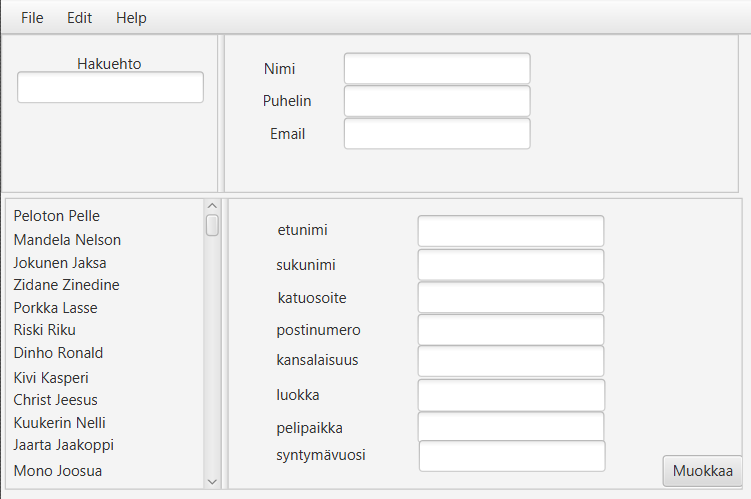 File Edit Help
Hakuehto
Nimi
Puhelin
Email
Peloton Pelle
Mandela Nelson
Jokunen Jaksa
Zidane Zinedine
Porkka Lasse
Riski Riku
Dinho Ronald
Kivi Kasperi
Christ Jeesus
Kuukerin Nelli
Jaarta Jaakoppi
Mono Joosua
etunimi
sukunimi
katuosoite
postinumero
kansalaisuus
luokka
pelipaikka
syntymävuosi
Muokkaa